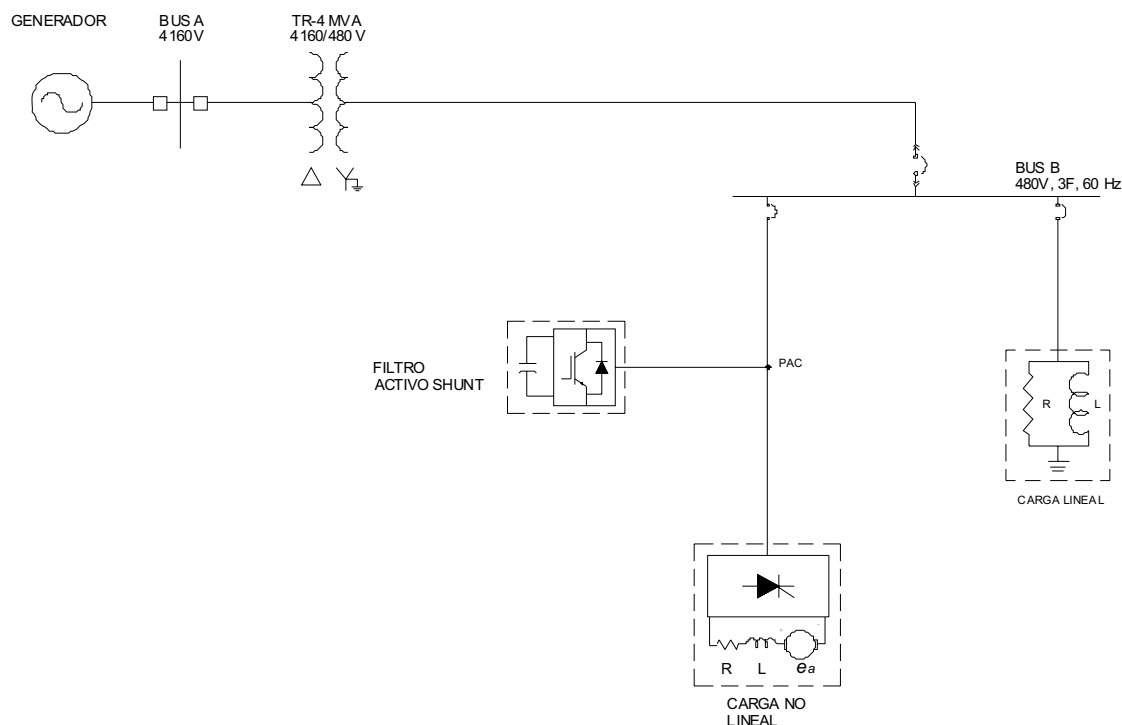 GENERADOR
BUS A
4160V
TR-4 MVA
4160/480 V
BUS B
480V, 3F, 60 Hz
FILTRO
ACTIVO SHUNT
PAC
R
L
CARGA LINEAL
R
L
ea
CARGA NO
LINEAL